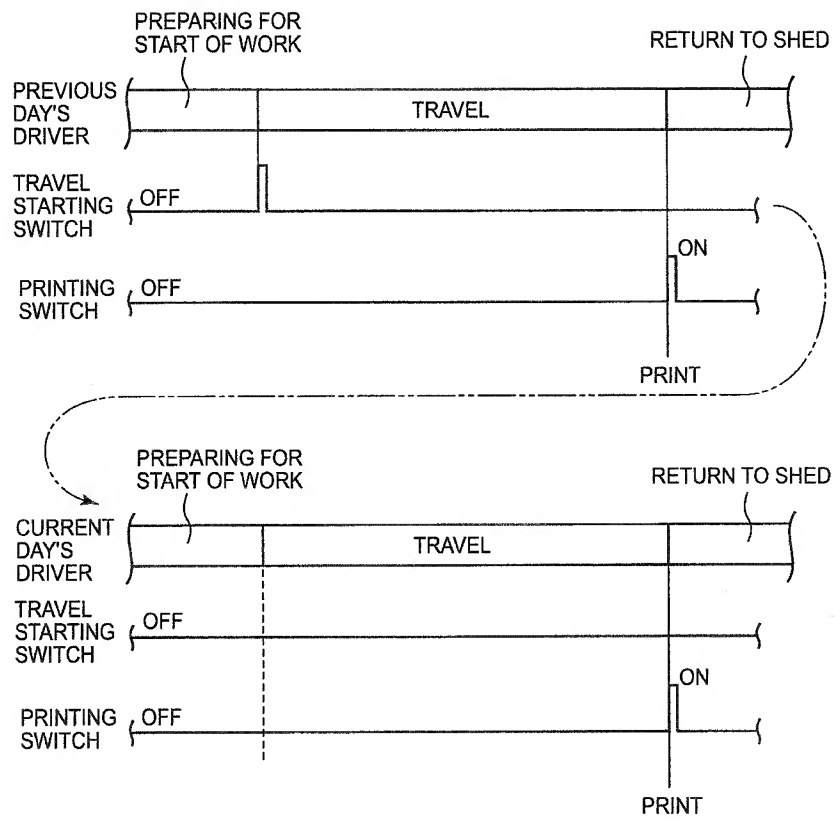 PREPARING FOR
START OF WORK
RETURN TO SHED
PREVIOUS
DAY'S
DRIVER
TRAVEL
TRAVEL
STARTING
SWITCH
OFF
ON
PRINTING
SWITCH
OFF
PRINT
PREPARING FOR
START OF WORK
RETURN TO SHED
CURRENT
DAY'S
DRIVER
TRAVEL
TRAVEL
STARTING
SWITCH
OFF
ON
PRINTING
SWITCH
OFF
PRINT